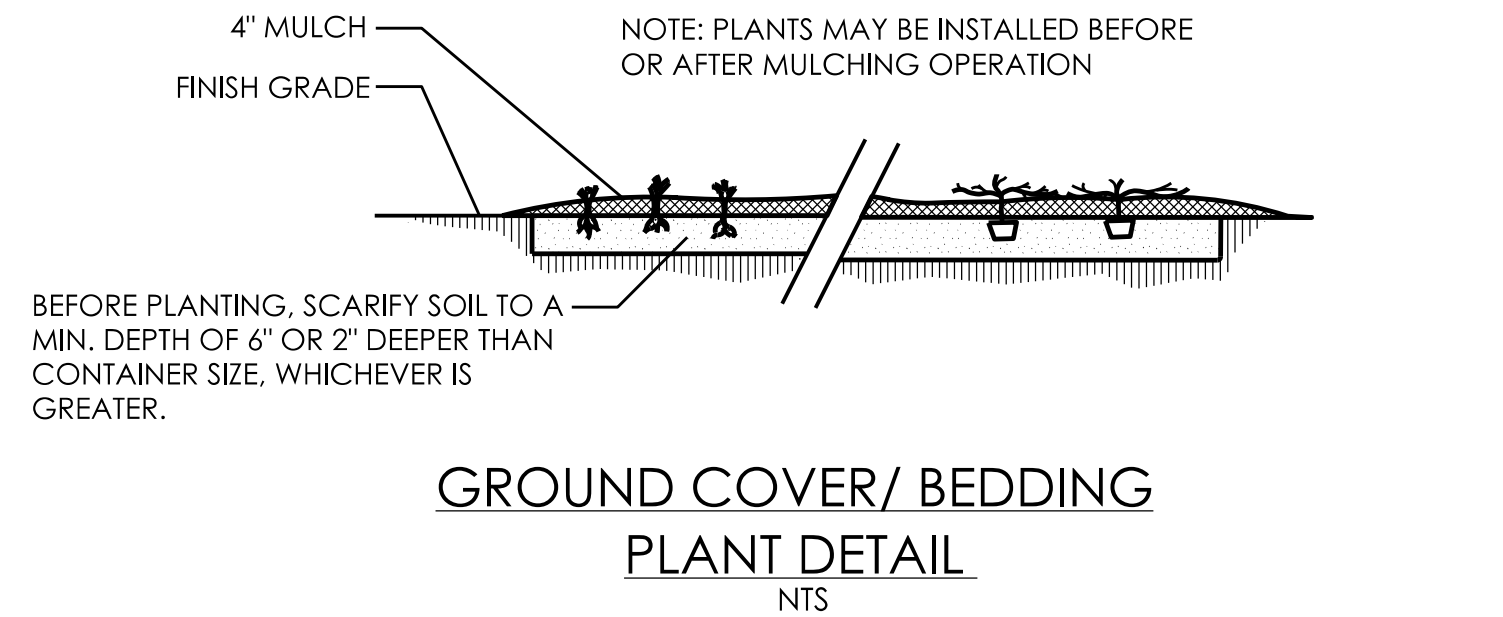 4" MULCH
NOTE: PLANTS MAY BE INSTALLED BEFORE
OR AFTER MULCHING OPERATION
FINISH GRADE
BEFORE PLANTING, SCARIFY SOIL TO A
MIN. DEPTH OF 6" OR 2" DEEPER THAN
CONTAINER SIZE, WHICHEVER IS
GREATER.
GROUND COVER/ BEDDING
PLANT DETAIL
NTS